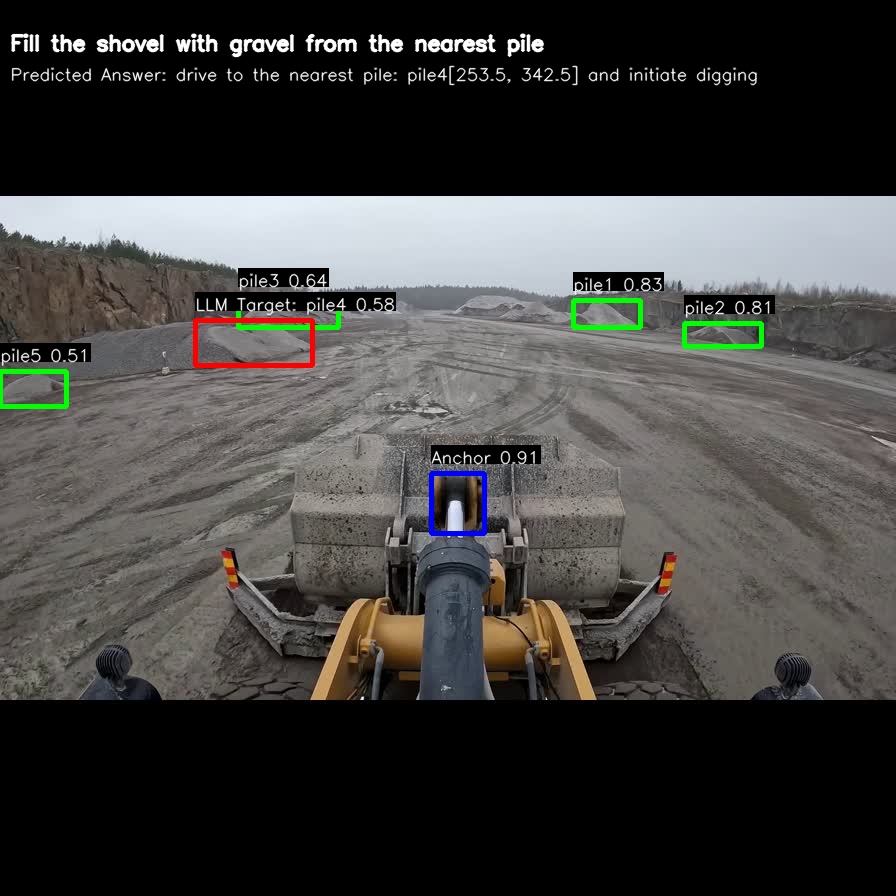 Fill the shovel with gravel from the nearest pile
Predicted Answer: drive to the nearest pile: pile4[253.5, 342.5] and initiate digging
pile3 0.64
pile1 0.83
LLM Target: pile4 0.58
pile2 0.81
pile5 0.51
Anchor 0.91